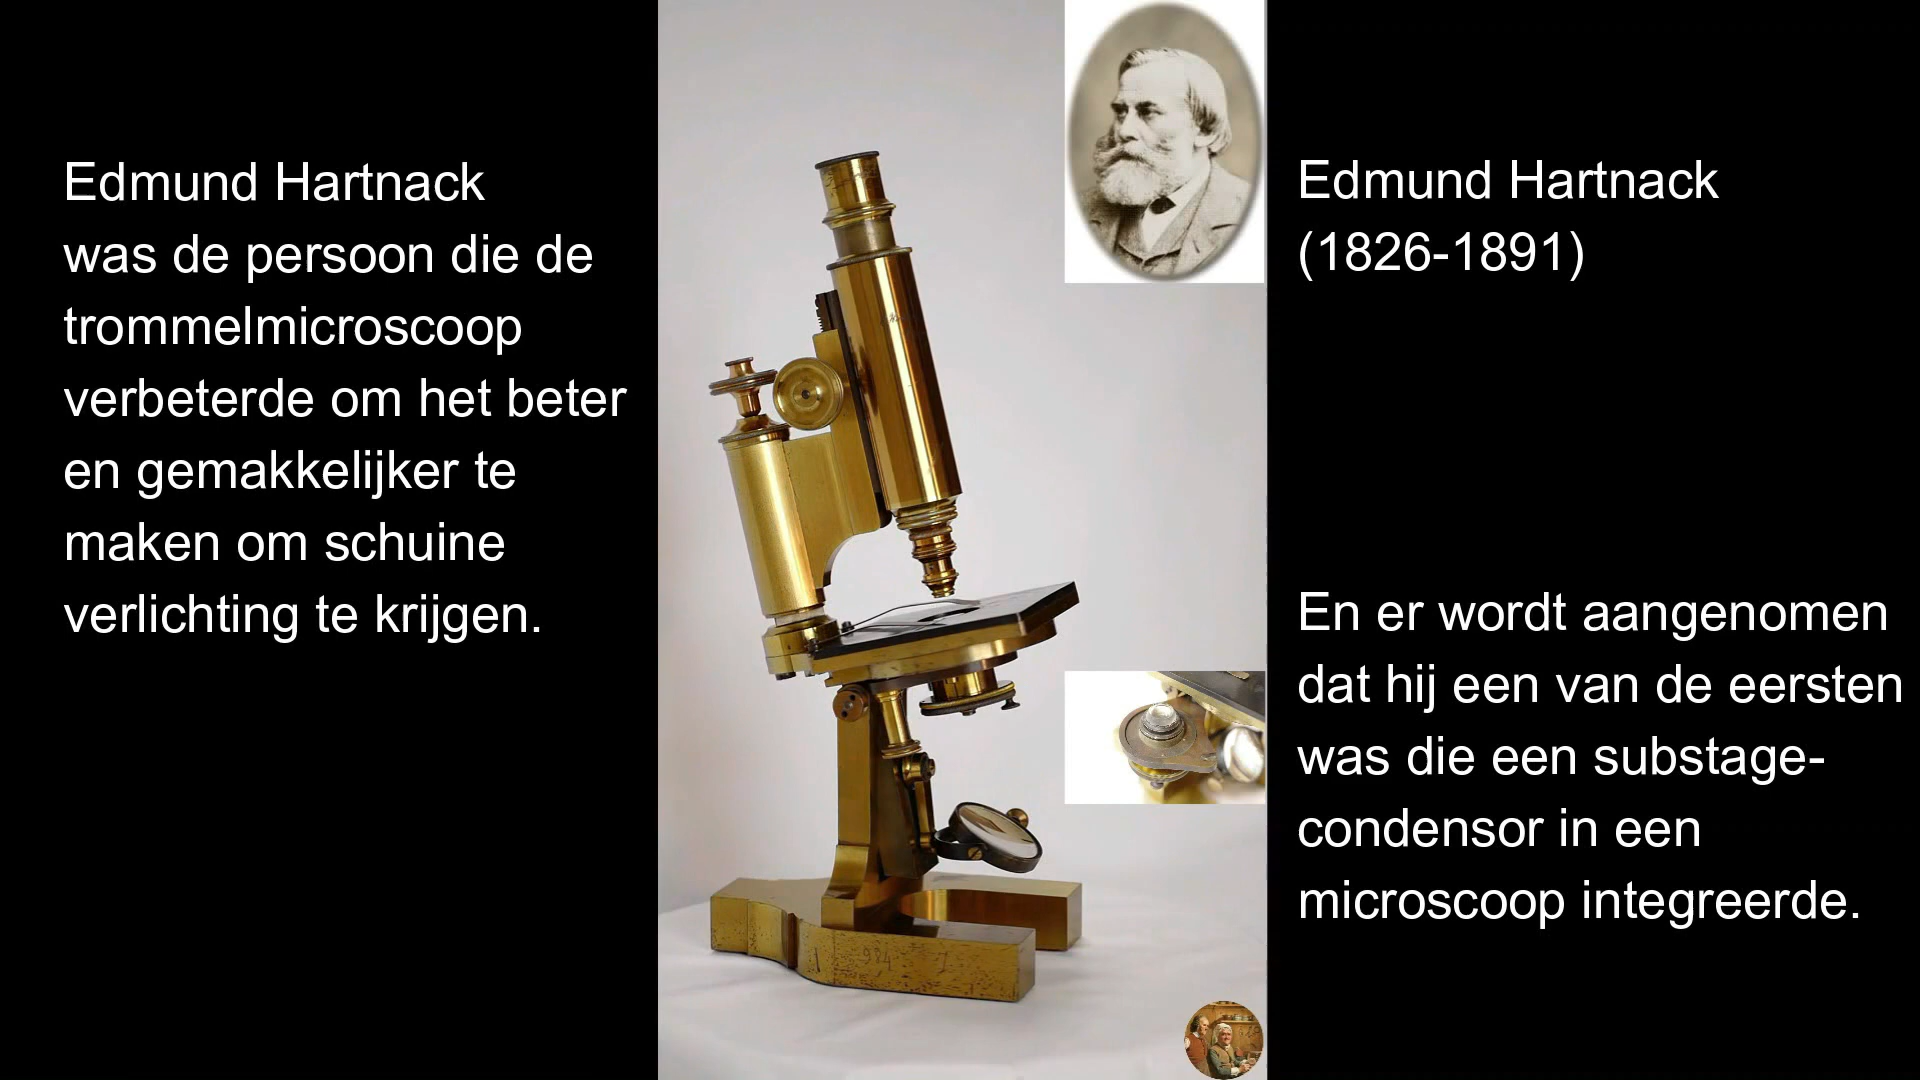 Edmund Hartnack
was de persoon die de
trommelmicroscoop
verbeterde om het beter
en gemakkelijker te
maken om schuine
verlichting te krijgen.
Edmund Hartnack
(1826-1891)
En er wordt aangenomen
dat hij een van de eersten
was die een substage-
condensor in een
microscoop integreerde.